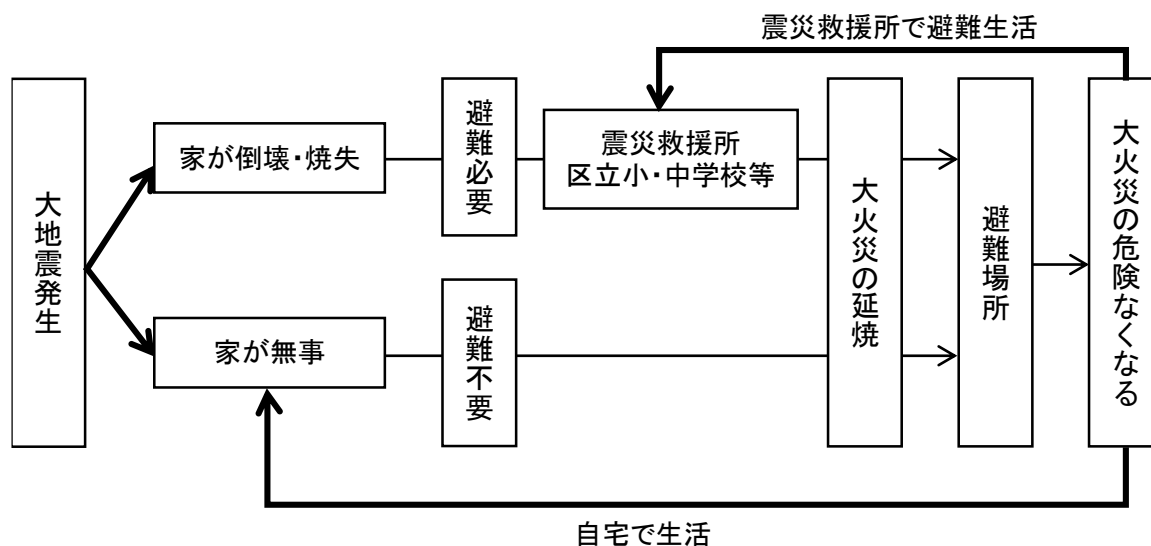 震災救援所で避難生活
大地震発生
家が倒壊・焼失
避難必要
震災救援所
区立小・中学校等
大火災の延焼
避難場所
大火災の危険なくなる
家が無事
避難不要
自宅で生活